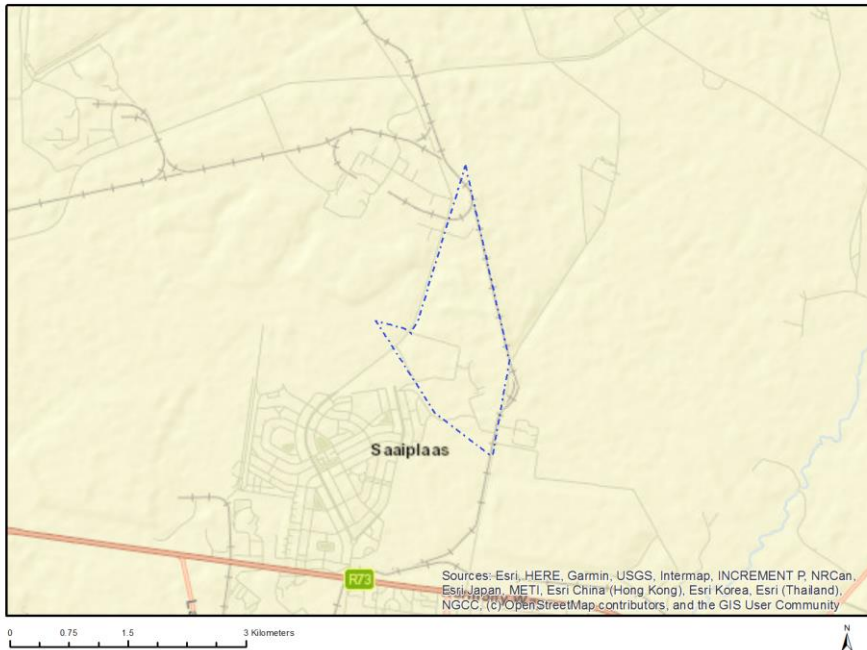 Saaiplaas
R73
Sources: Esri, HERE, Garmin, USGS, Intermap, INCREMENT P, NRCan,
Esri Japan, METI, Esri China (Hong Kong), Esri Korea, Esri (Thailand),
NGCC, (c) OpenStreetMap contributors, and the GIS User Community
0 0.75 1.5 3 Kilometers
N